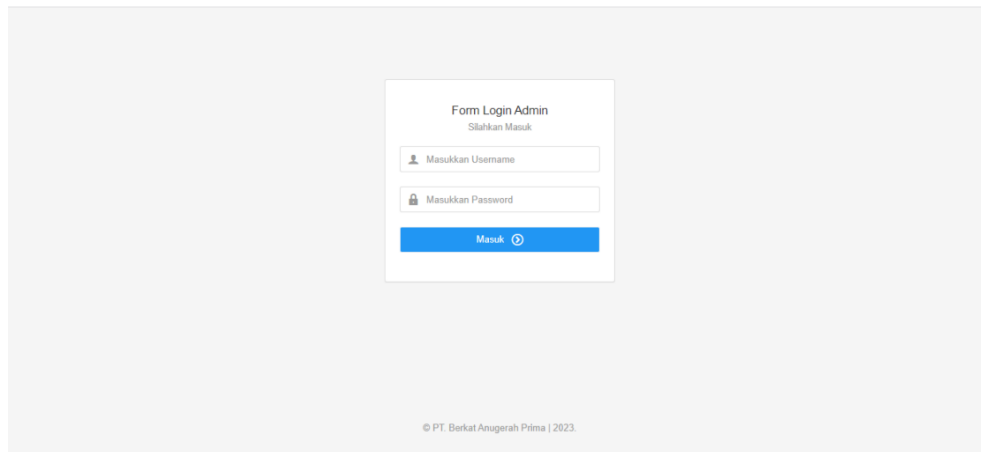 Form Login Admin
Silahkan Masuk
Masukkan Username
Masukkan Password
Masuk
© PT. Berkat Anugerah Prima | 2023.